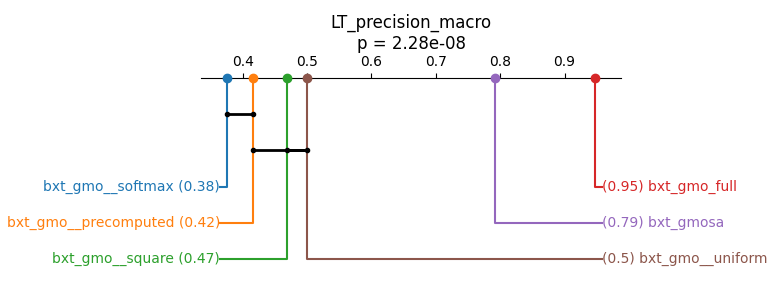 LT_precision_macro
p = 2.28e-08
0.4 0.5 0.6 0.7 0.8 0.9
bxt_gmo__softmax (0.38) (0.95) bxt_gmo_full
bxt_gmo__precomputed (0.42) (0.79) bxt_gmosa
bxt_gmo__square (0.47) (0.5) bxt_gmo__uniform